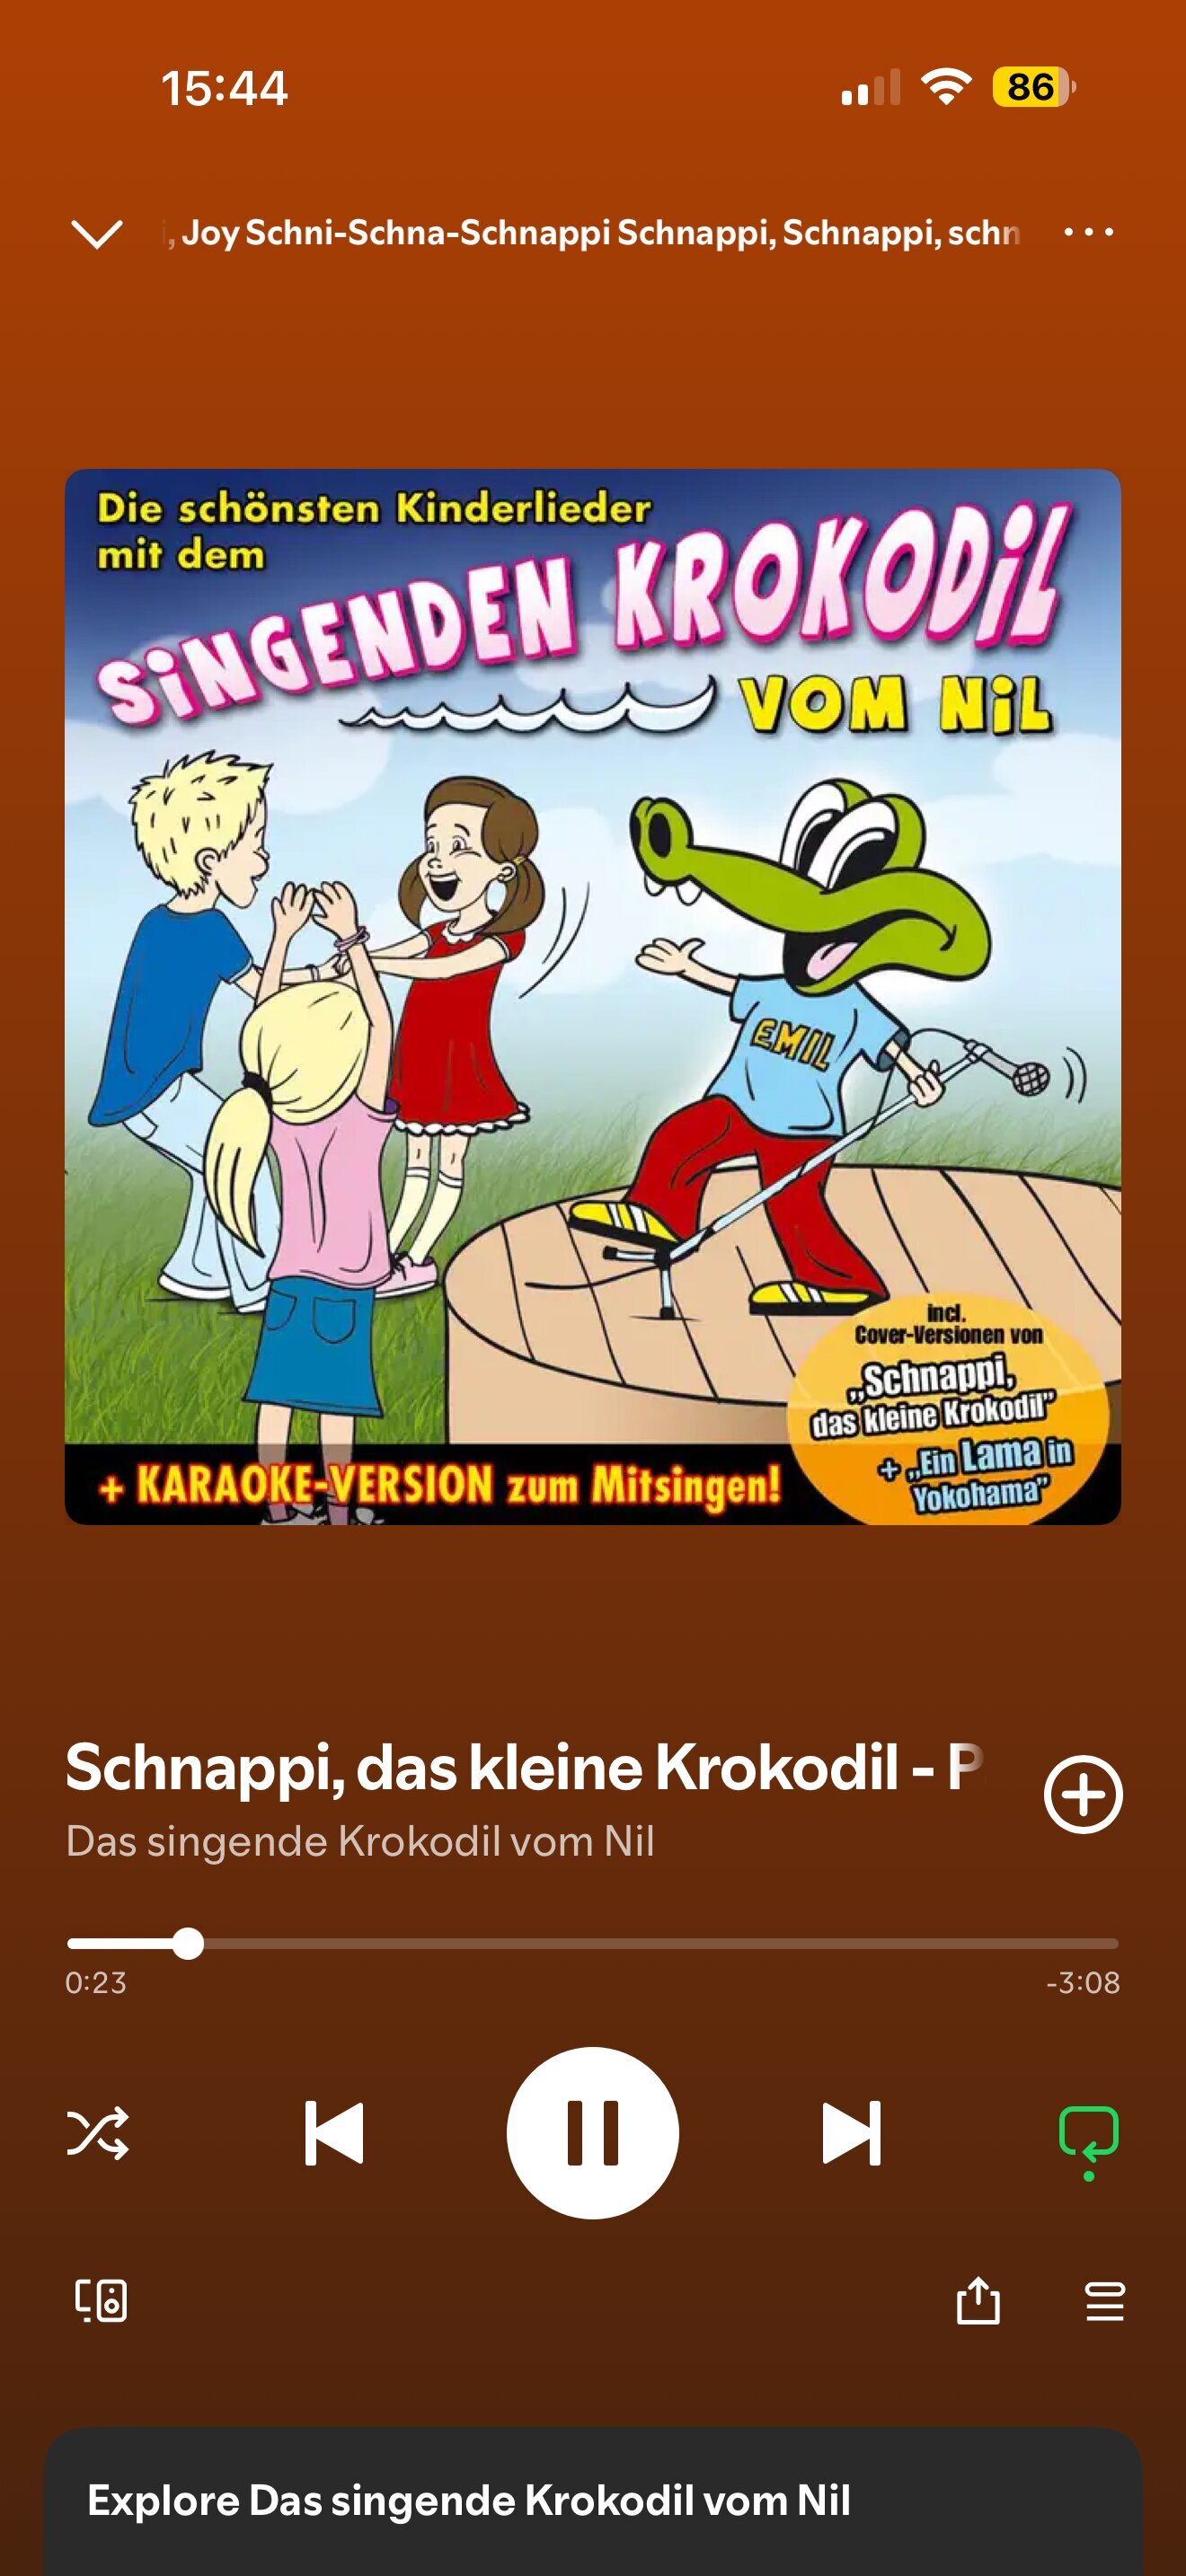 15:44
86
, Joy Schni-Schna-Schnappi Schnappi, Schnappi, schn
Die schönsten Kinderlieder
mit dem
SiNGENDEN KROKODiL
VOM NiL
EMIL
incl.
Cover-Versionen von
„Schnappi,
das kleine Krokodil”
+ „Ein Lama in
Yokohama”
+ KARAOKE-VERSION zum Mitsingen!
Schnappi, das kleine Krokodil - P
Das singende Krokodil vom Nil
0:23
-3:08
Explore Das singende Krokodil vom Nil